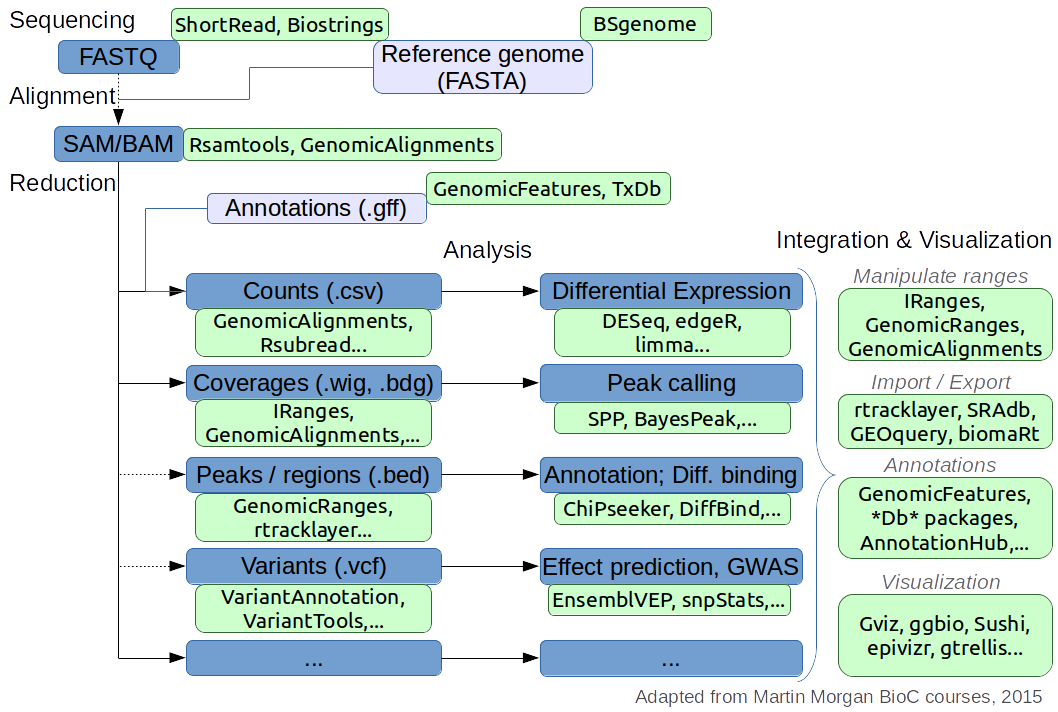 Sequencing
ShortRead, Biostrings
BSgenome
FASTQ
Reference genome
(FASTA)
Alignment
SAM/BAM
Rsamtools, GenomicAlignments
Reduction
GenomicFeatures, TxDb
Annotations (.gff)
Analysis
Integration & Visualization
Counts (.csv)
GenomicAlignments,
Rsubread...
Differential Expression
DESeq, edgeR,
limma...
Coverages (.wig, .bdg)
IRanges,
GenomicAlignments,...
Peak calling
SPP, BayesPeak,...
Peaks / regions (.bed)
GenomicRanges,
rtracklayer...
Annotation; Diff. binding
ChiPseeker, DiffBind,...
Variants (.vcf)
VariantAnnotation,
VariantTools,...
Effect prediction, GWAS
EnsemblVEP, snpStats,...
...
...
Manipulate ranges
IRanges,
GenomicRanges,
GenomicAlignments
Import / Export
rtracklayer, SRAdb,
GEOquery, biomaRt
Annotations
GenomicFeatures,
*Db* packages,
AnnotationHub,...
Visualization
Gviz, ggbio, Sushi,
epivizr, gtrellis...
Adapted from Martin Morgan BioC courses, 2015